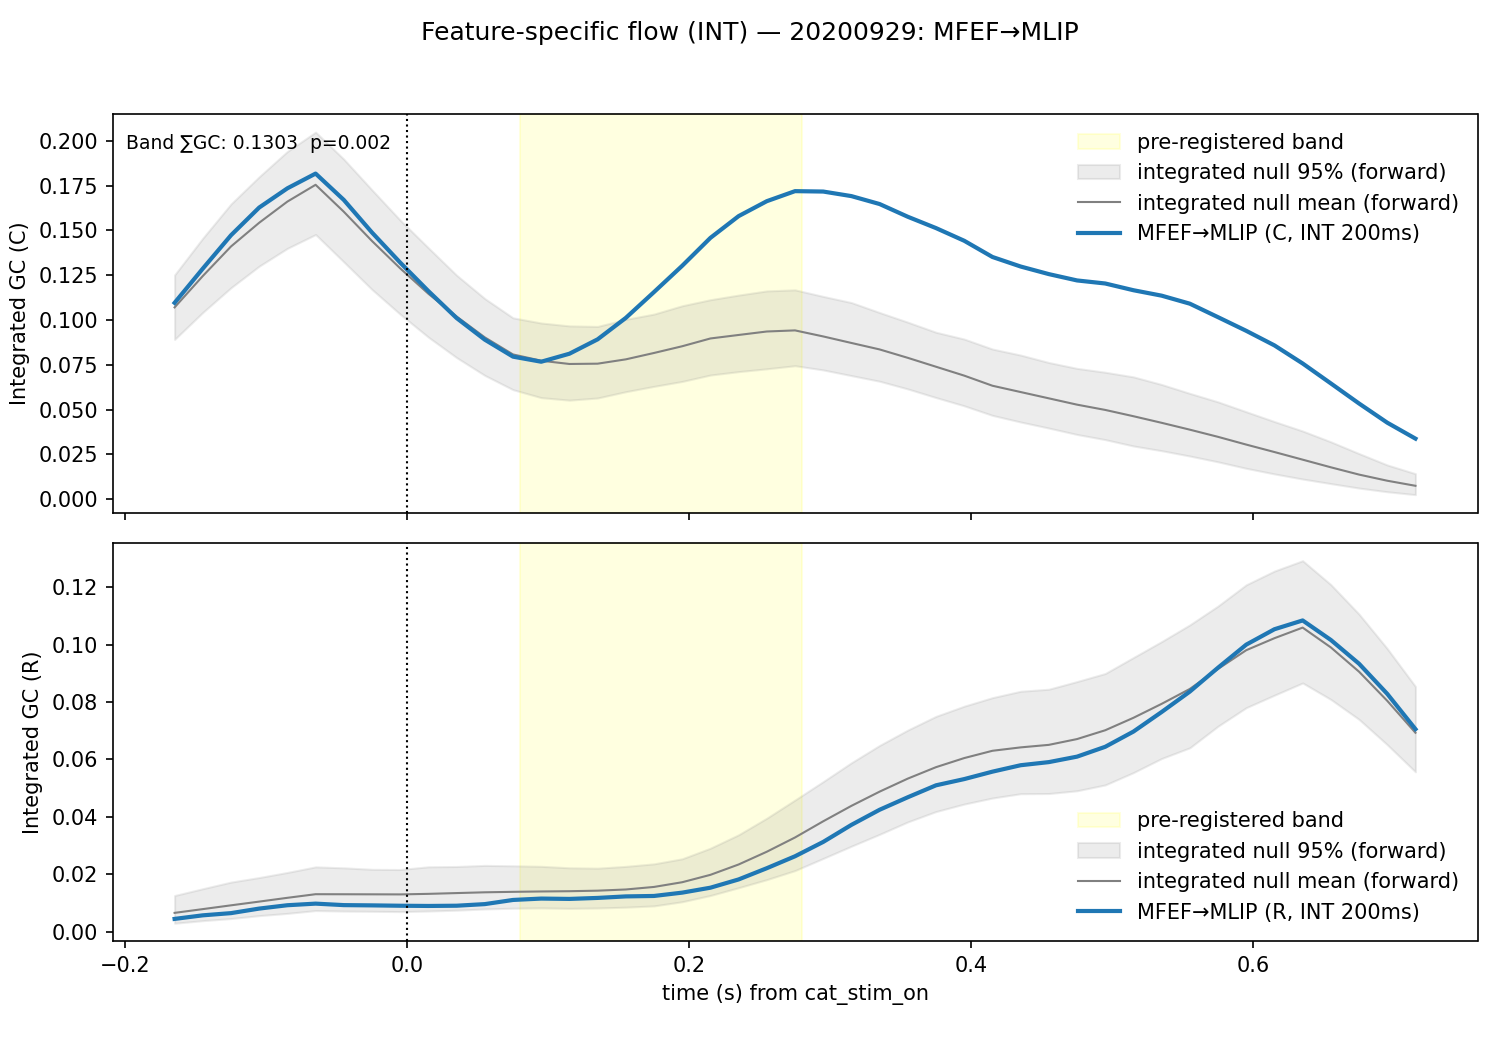 Feature-specific flow (INT) — 20200929: MFEF→MLIP
Band ∑GC: 0.1303  p=0.002
pre-registered band
integrated null 95% (forward)
integrated null mean (forward)
MFEF→MLIP (C, INT 200ms)
Integrated GC (C)
0.200
0.175
0.150
0.125
0.100
0.075
0.050
0.025
0.000
Integrated GC (R)
0.12
0.10
0.08
0.06
0.04
0.02
0.00
pre-registered band
integrated null 95% (forward)
integrated null mean (forward)
MFEF→MLIP (R, INT 200ms)
−0.2 0.0 0.2 0.4 0.6
time (s) from cat_stim_on